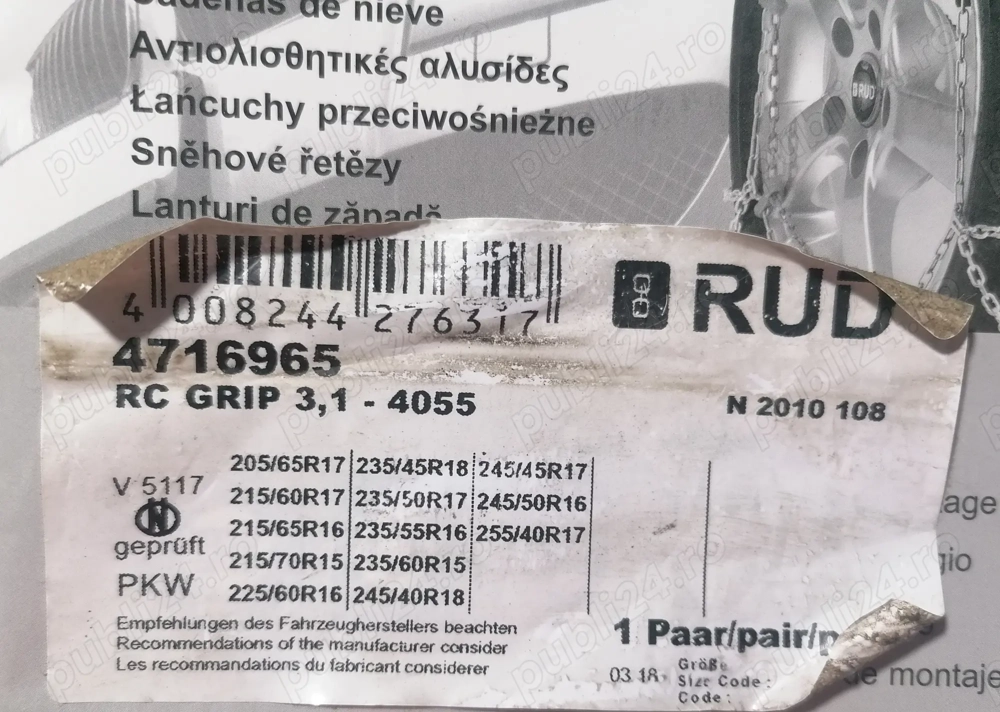 Cadenas de nieve
Αντιολισθητικές αλυσίδες
Łańcuchy przeciwośnieżne
Sněhové řetězy
Lanturi de zăpadă
RUD
4 008244 276317
RUD
4716965
RC GRIP 3,1 - 4055
N 2010 108
V 5117
N
geprüft
PKW
205/65R17 235/45R18 245/45R17
215/60R17 235/50R17 245/50R16
215/65R16 235/55R16 255/40R17
215/70R15 235/60R15
225/60R16 245/40R18
Empfehlungen des Fahrzeugherstellers beachten
Recommendations of the manufacturer consider
Les recommandations du fabricant considerer
1 Paar/pair/p
03.18
Größe
Size Code :
Code :
de montaje
publi24.ro